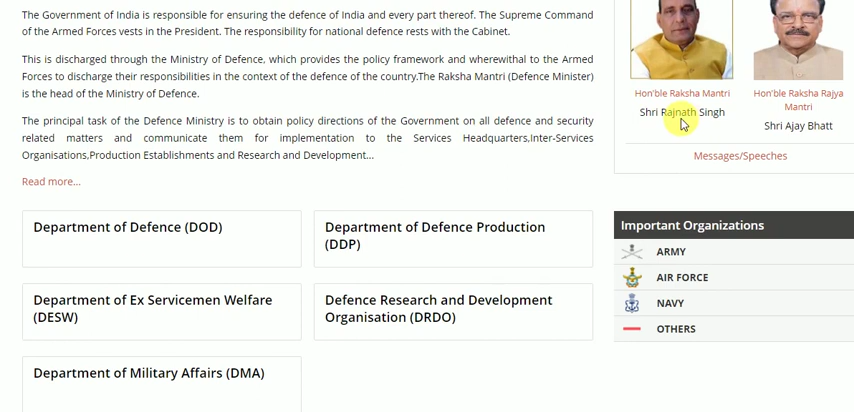 The Government of India is responsible for ensuring the defence of India and every part thereof. The Supreme Command
of the Armed Forces vests in the President. The responsibility for national defence rests with the Cabinet.
This is discharged through the Ministry of Defence, which provides the policy framework and wherewithal to the Armed
Forces to discharge their responsibilities in the context of the defence of the country.The Raksha Mantri (Defence Minister)
is the head of the Ministry of Defence.
The principal task of the Defence Ministry is to obtain policy directions of the Government on all defence and security
related matters and communicate them for implementation to the Services Headquarters,Inter-Services
Organisations,Production Establishments and Research and Development...
Read more...
Department of Defence (DOD)
Department of Defence Production
(DDP)
Department of Ex Servicemen Welfare
(DESW)
Defence Research and Development
Organisation (DRDO)
Department of Military Affairs (DMA)
Hon'ble Raksha Mantri
Shri Rajnath Singh
Hon'ble Raksha Rajya
Mantri
Shri Ajay Bhatt
Messages/Speeches
Important Organizations
ARMY
AIR FORCE
NAVY
OTHERS